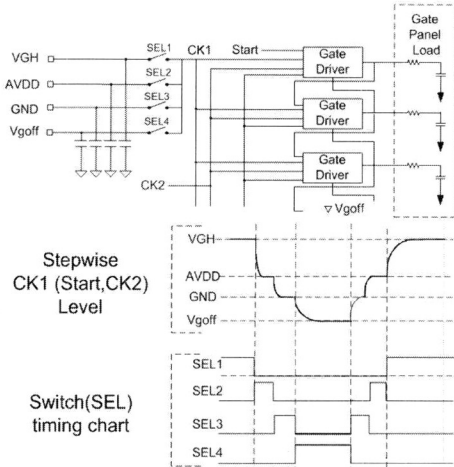 VGH
AVDD
GND
Vgoff
SEL1
SEL2
SEL3
SEL4
CK1
CK2
Start
Gate Driver
Gate Driver
Gate Driver
Vgoff
Gate
Panel
Load
Stepwise
CK1 (Start,CK2)
Level
VGH
AVDD
GND
Vgoff
Switch(SEL)
timing chart
SEL1
SEL2
SEL3
SEL4